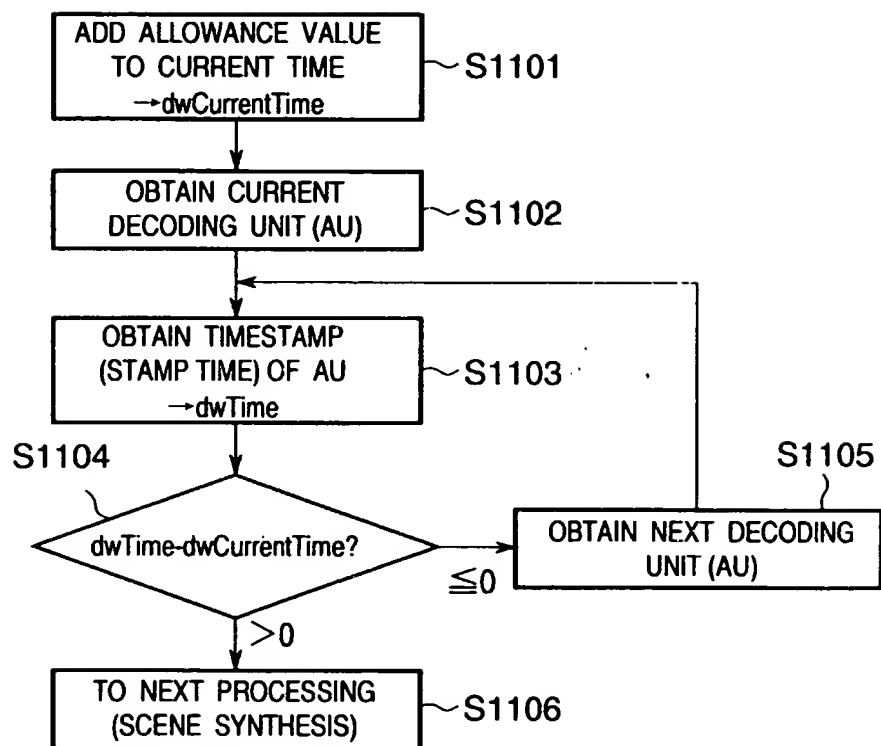 ADD ALLOWANCE VALUE
TO CURRENT TIME
→dwCurrentTime
S1101
OBTAIN CURRENT
DECODING UNIT (AU)
S1102
OBTAIN TIMESTAMP
(STAMP TIME) OF AU
→dwTime
S1103
S1104
dwTime-dwCurrentTime?
≦0
>0
S1105
OBTAIN NEXT DECODING
UNIT (AU)
TO NEXT PROCESSING
(SCENE SYNTHESIS)
S1106